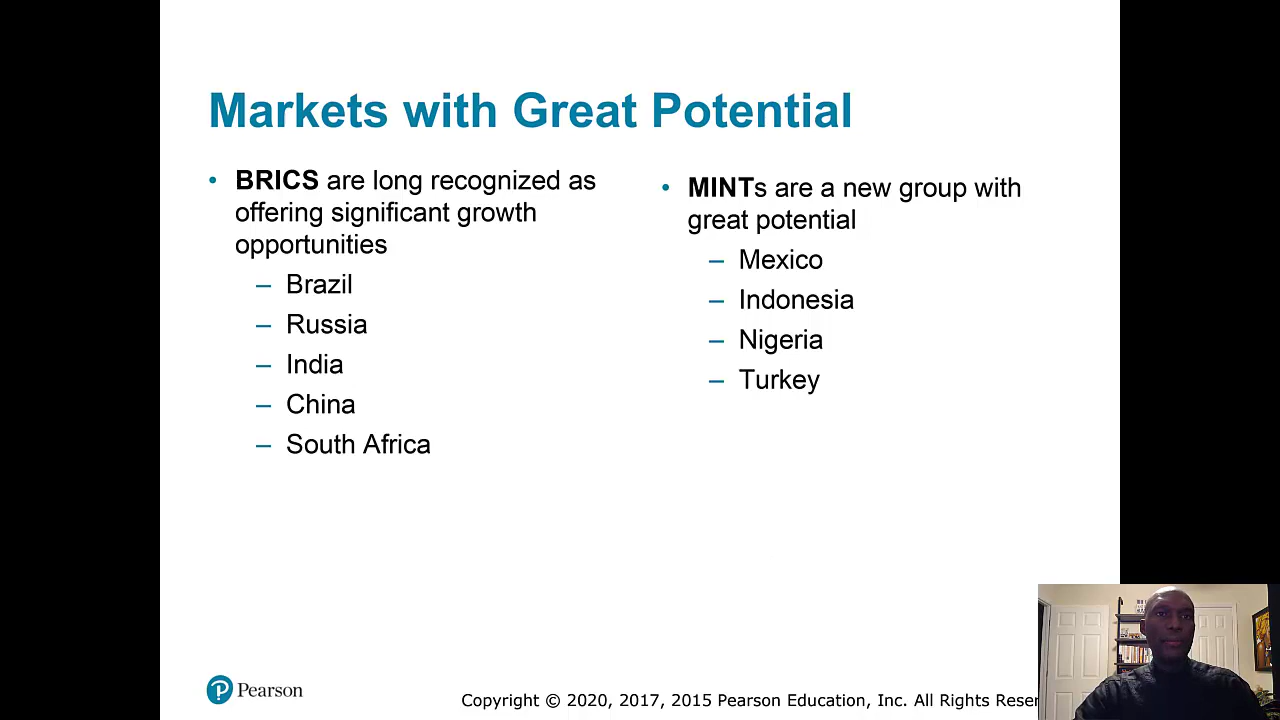 Markets with Great Potential
• BRICS are long recognized as
offering significant growth
opportunities
– Brazil
– Russia
– India
– China
– South Africa
• MINTs are a new group with
great potential
– Mexico
– Indonesia
– Nigeria
– Turkey
Pearson
Copyright © 2020, 2017, 2015 Pearson Education, Inc. All Rights Reser